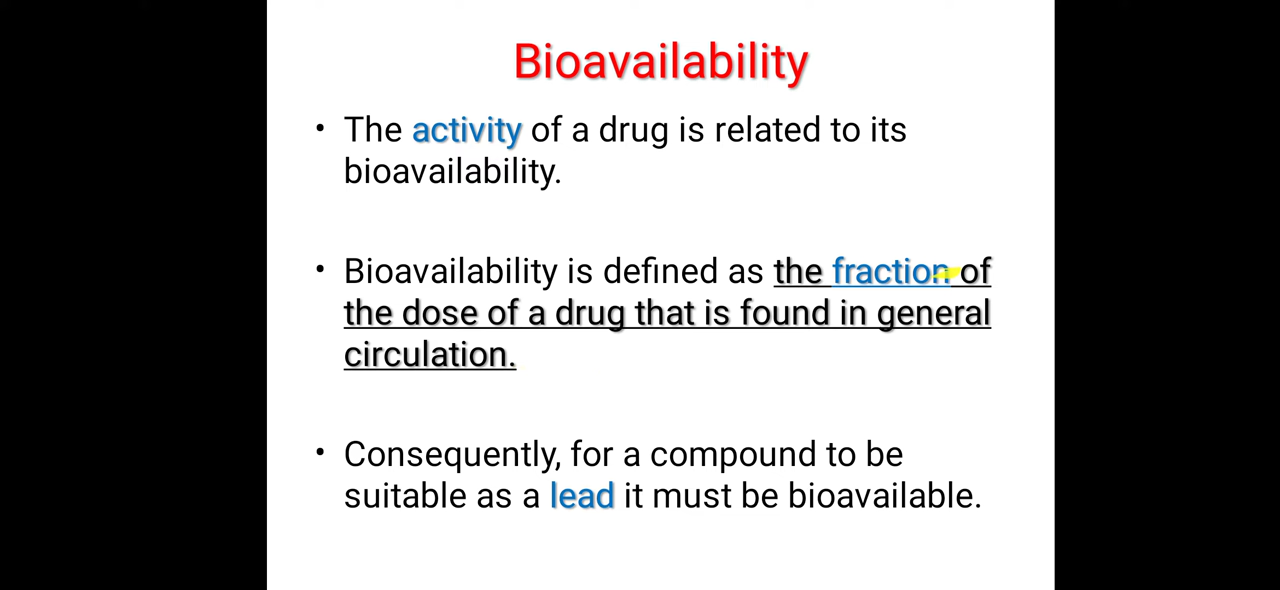 Bioavailability
• The activity of a drug is related to its
bioavailability.
• Bioavailability is defined as the fraction of
the dose of a drug that is found in general
circulation.
• Consequently, for a compound to be
suitable as a lead it must be bioavailable.